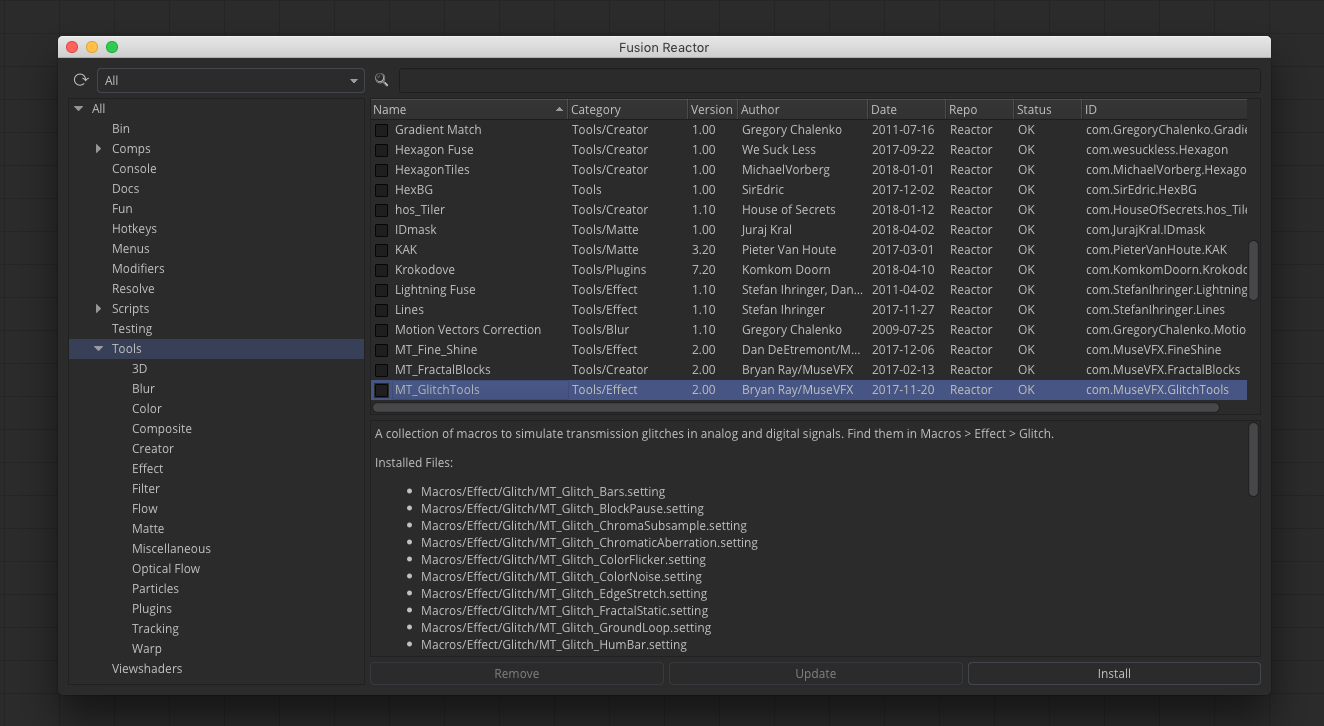 Fusion Reactor
All
All
Bin
Comps
Console
Docs
Fun
Hotkeys
Menus
Modifiers
Resolve
Scripts
Testing
Tools
3D
Blur
Color
Composite
Creator
Effect
Filter
Flow
Matte
Miscellaneous
Optical Flow
Particles
Plugins
Tracking
Warp
Viewshaders
Name Category Version Author Date Repo Status ID
Gradient Match Tools/Creator 1.00 Gregory Chalenko 2011-07-16 Reactor OK com.GregoryChalenko.Gradie
Hexagon Fuse Tools/Creator 1.00 We Suck Less 2017-09-22 Reactor OK com.wesuckless.Hexagon
HexagonTiles Tools/Creator 1.00 MichaelVorberg 2018-01-01 Reactor OK com.MichaelVorberg.Hexago
HexBG Tools 1.00 SirEdric 2017-12-02 Reactor OK com.SirEdric.HexBG
hos_Tiler Tools/Creator 1.10 House of Secrets 2018-01-12 Reactor OK com.HouseOfSecrets.hos_Tile
IDmask Tools/Matte 1.00 Juraj Kral 2018-04-02 Reactor OK com.JurajKral.IDmask
KAK Tools/Matte 3.20 Pieter Van Houte 2017-03-01 Reactor OK com.PieterVanHoute.KAK
Krokodove Tools/Plugins 7.20 Komkom Doorn 2018-04-10 Reactor OK com.KomkomDoorn.Krokodo
Lightning Fuse Tools/Effect 1.10 Stefan Ihringer, Dan... 2011-04-02 Reactor OK com.StefanIhringer.Lightning
Lines Tools/Effect 1.10 Stefan Ihringer 2017-11-27 Reactor OK com.StefanIhringer.Lines
Motion Vectors Correction Tools/Blur 1.10 Gregory Chalenko 2009-07-25 Reactor OK com.GregoryChalenko.Motio
MT_Fine_Shine Tools/Effect 2.00 Dan DeEtremont/M... 2017-12-06 Reactor OK com.MuseVFX.FineShine
MT_FractalBlocks Tools/Creator 2.00 Bryan Ray/MuseVFX 2017-02-13 Reactor OK com.MuseVFX.FractalBlocks
MT_GlitchTools Tools/Effect 2.00 Bryan Ray/MuseVFX 2017-11-20 Reactor OK com.MuseVFX.GlitchTools
A collection of macros to simulate transmission glitches in analog and digital signals. Find them in Macros > Effect > Glitch.
Installed Files:
• Macros/Effect/Glitch/MT_Glitch_Bars.setting
• Macros/Effect/Glitch/MT_Glitch_BlockPause.setting
• Macros/Effect/Glitch/MT_Glitch_ChromaSubsample.setting
• Macros/Effect/Glitch/MT_Glitch_ChromaticAberration.setting
• Macros/Effect/Glitch/MT_Glitch_ColorFlicker.setting
• Macros/Effect/Glitch/MT_Glitch_ColorNoise.setting
• Macros/Effect/Glitch/MT_Glitch_EdgeStretch.setting
• Macros/Effect/Glitch/MT_Glitch_FractalStatic.setting
• Macros/Effect/Glitch/MT_Glitch_GroundLoop.setting
• Macros/Effect/Glitch/MT_Glitch_HumBar.setting
Remove Update Install